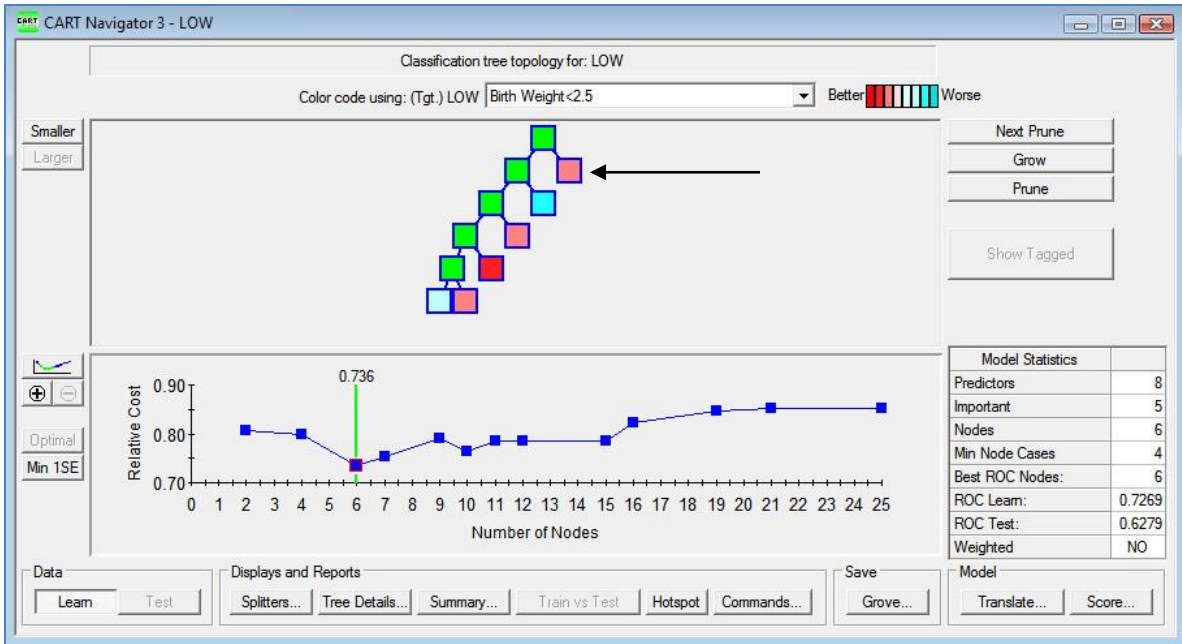 CART CART Navigator 3 - LOW
Classification tree topology for: LOW
Color code using: (Tgt.) LOW Birth Weight<2.5 Better Worse
Smaller
Larger
Next Prune
Grow
Prune
Show Tagged
Optimal
Min 1SE
Relative Cost
0.90
0.80
0.70
0.736
0 1 2 3 4 5 6 7 8 9 10 11 12 13 14 15 16 17 18 19 20 21 22 23 24 25
Number of Nodes
Model Statistics
Predictors 8
Important 5
Nodes 6
Min Node Cases 4
Best ROC Nodes: 6
ROC Learn: 0.7269
ROC Test: 0.6279
Weighted NO
Data
Learn Test
Displays and Reports
Splitters... Tree Details... Summary... Train vs Test Hotspot Commands...
Save
Grove...
Model
Translate... Score...